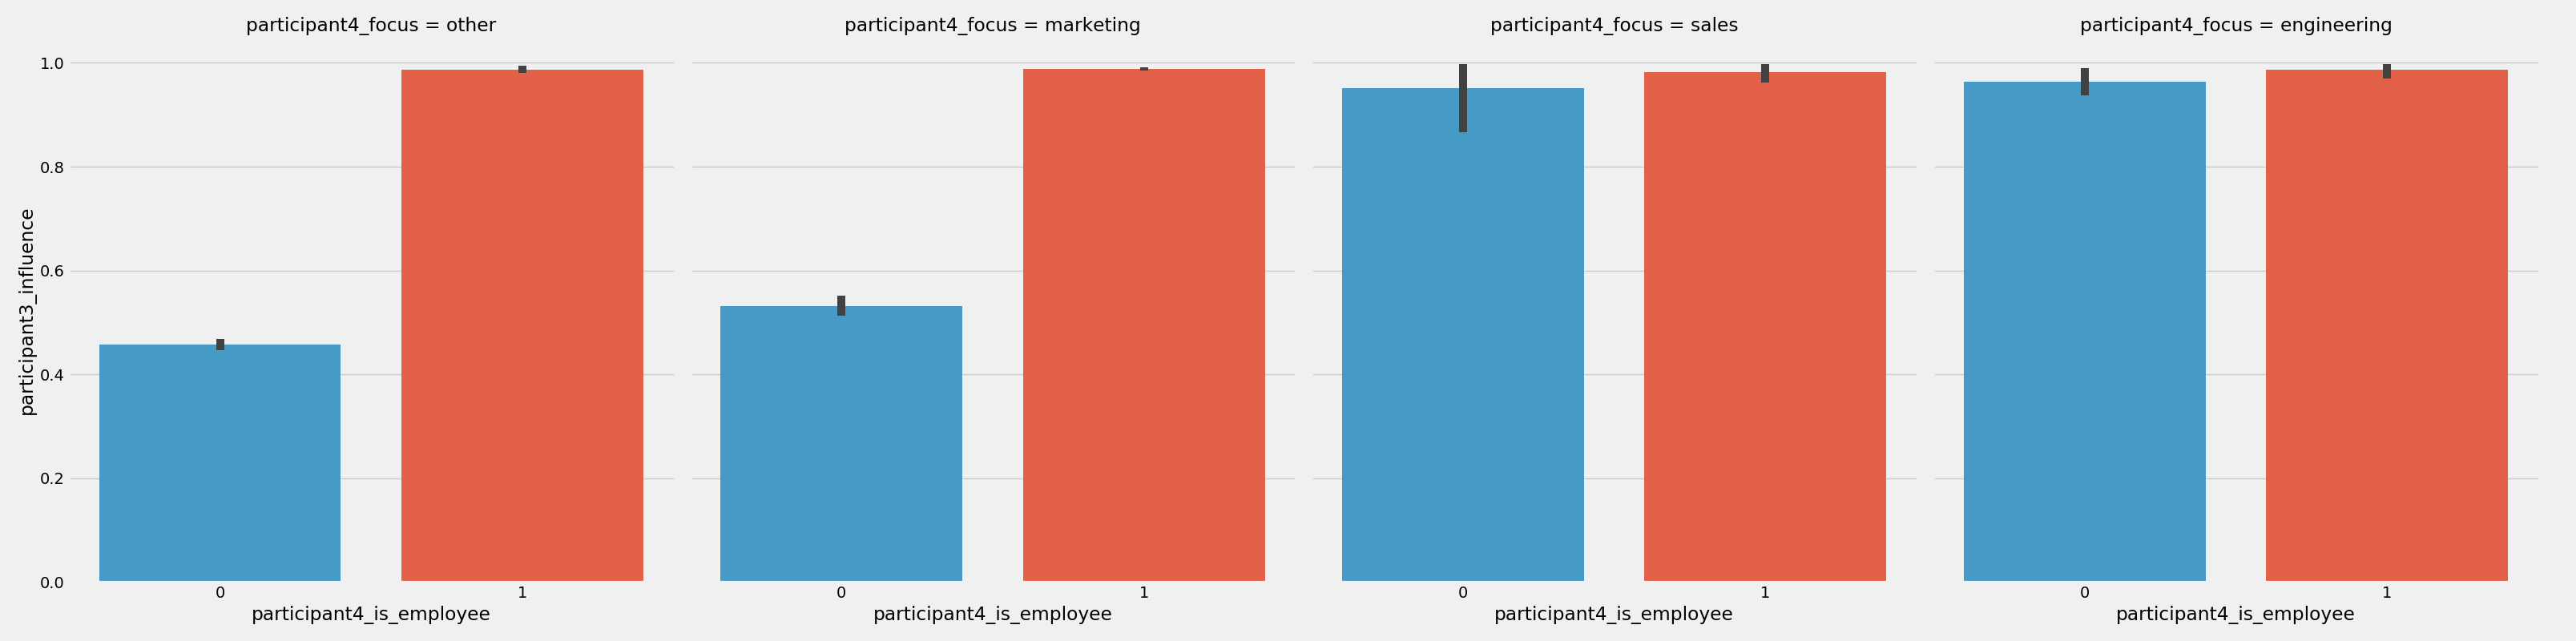 participant4_focus = other
participant4_focus = marketing
participant4_focus = sales
participant4_focus = engineering
participant3_influence
1.0
0.8
0.6
0.4
0.2
0.0
0 1
0 1
0 1
0 1
participant4_is_employee
participant4_is_employee
participant4_is_employee
participant4_is_employee